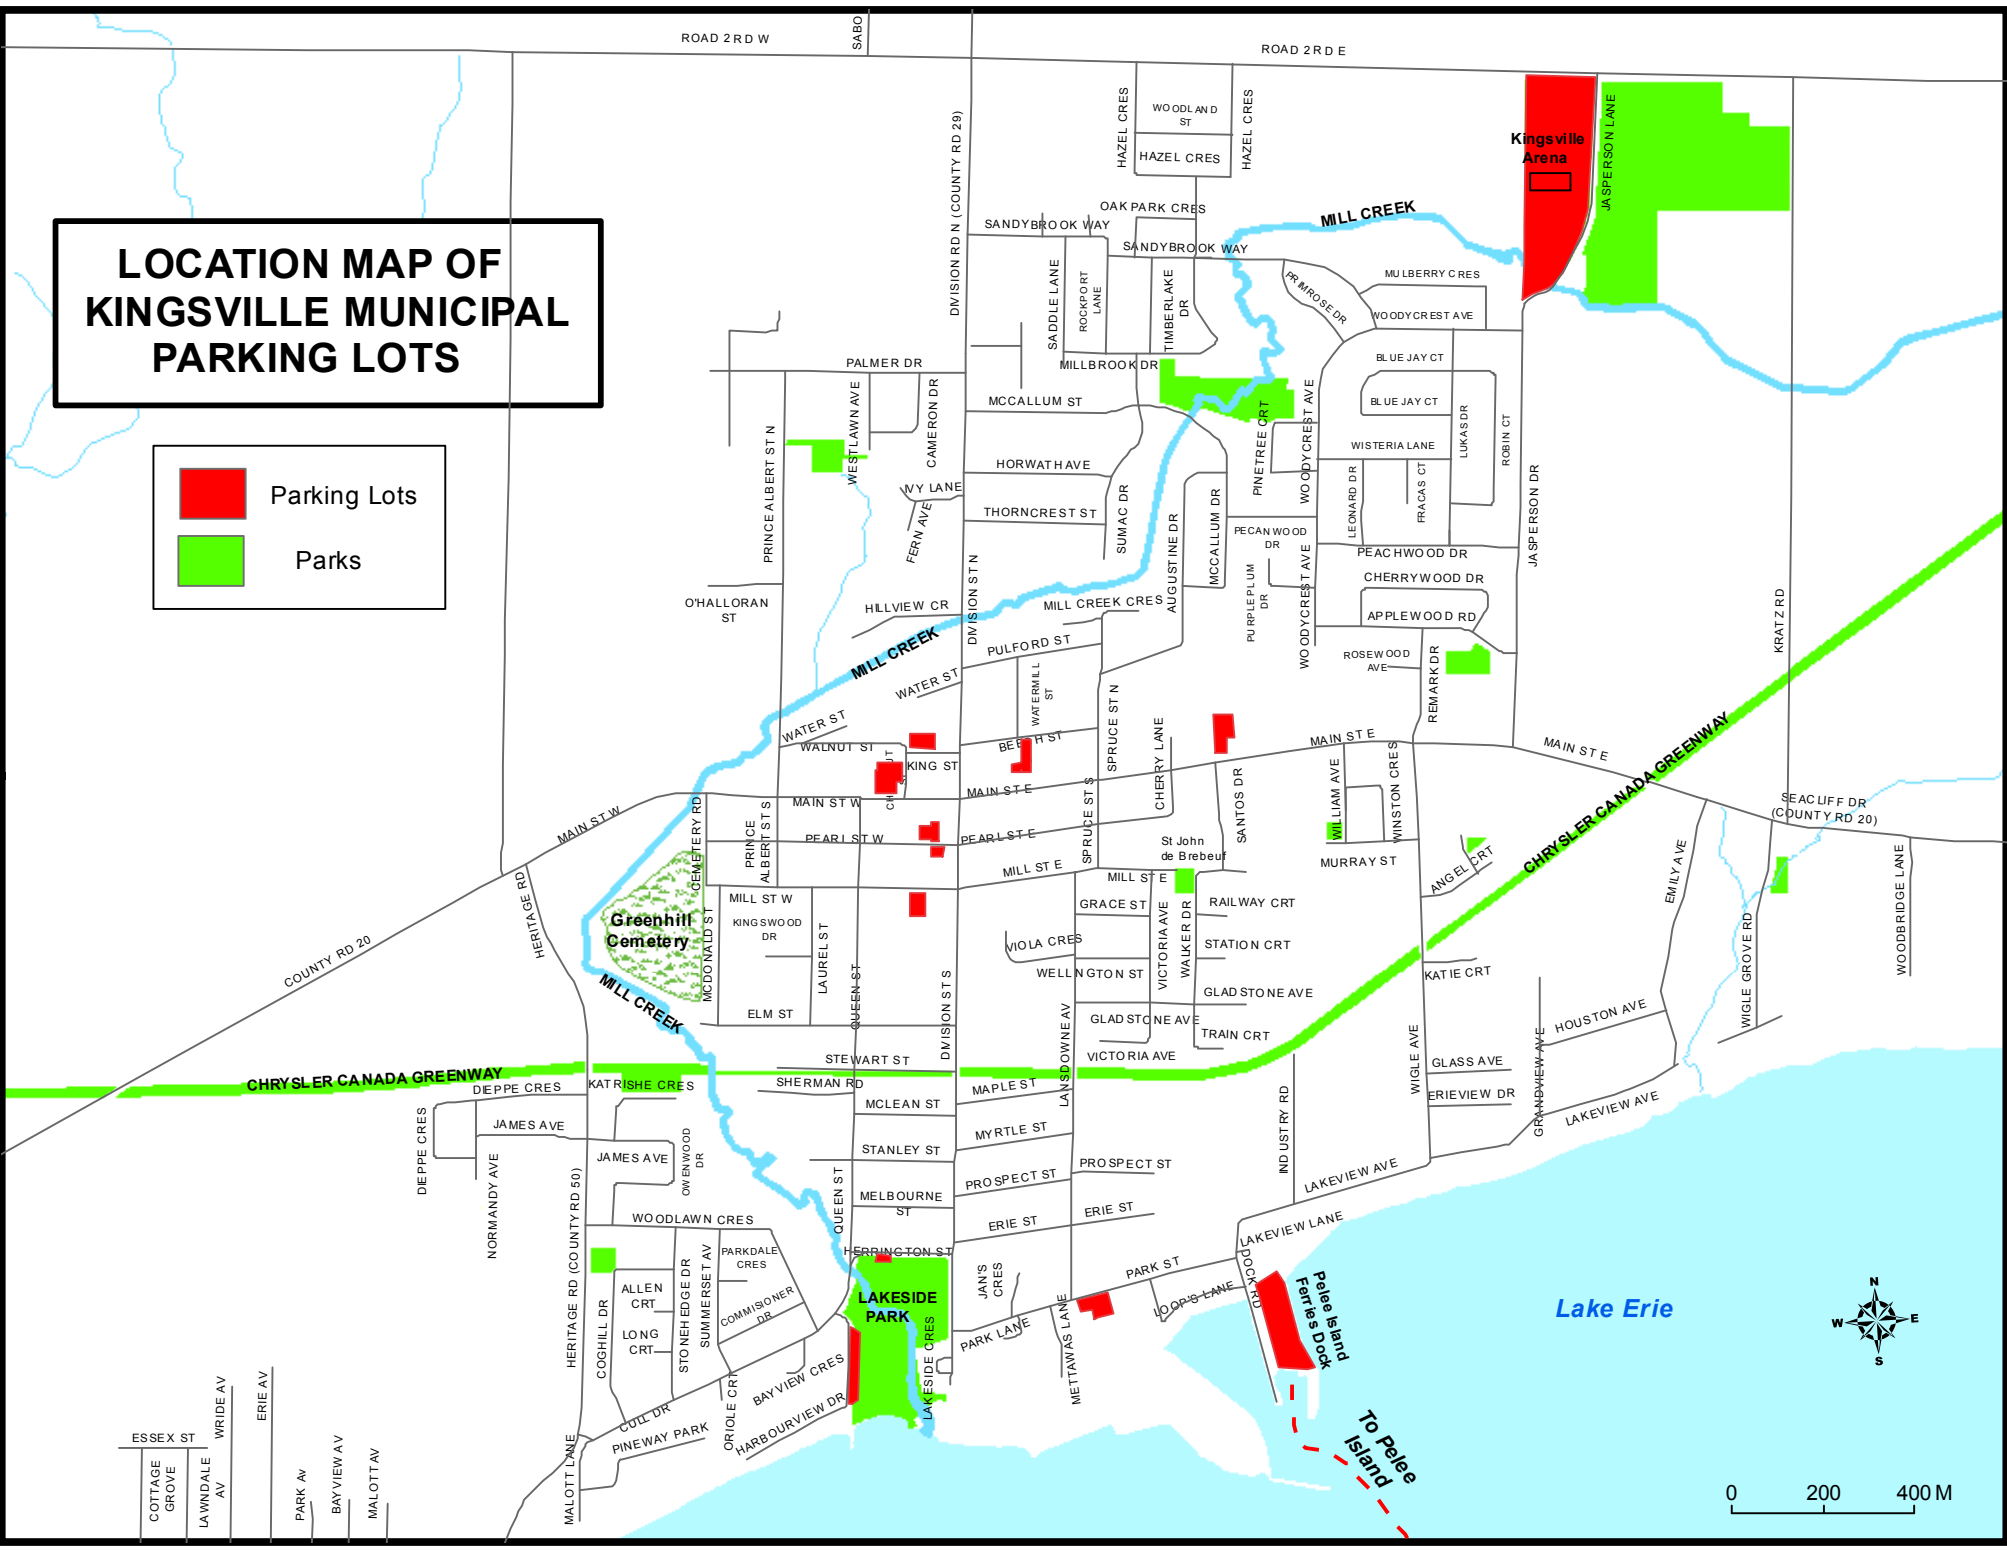 ROAD 2 RD W
SABO
ROAD 2 RD E
LOCATION MAP OF
KINGSVILLE MUNICIPAL
PARKING LOTS
Parking Lots
Parks
DIVISION RD N (COUNTY RD 29)
HAZEL CRES
WOODLAND
ST
HAZEL CRES
HAZEL CRES
OAK PARK CRES
SANDYBROOK WAY
SANDYBROOK WAY
MILL CREEK
Kingsville
Arena
JASPERSON LANE
SADDLE LANE
ROCKPORT
LANE
TIMBERLAKE
DR
PRIMROSE DR
MULBERRY CRES
WOODYCREST AVE
MILLBROOK DR
BLUE JAY CT
BLUE JAY CT
WISTERIA LANE
LUKAS DR
ROBIN CT
PALMER DR
WESTLAWN AVE
CAMERON DR
MCCALLUM ST
PRINCE ALBERT ST N
HORWATH AVE
IVY LANE
FERN AVE
THORNCREST ST
SUMAC DR
AUGUSTINE DR
MCCALLUM DR
PINETREE CRT
WOODYCREST AVE
LEONARD DR
FRACAS CT
JASPERSON DR
PECANWOOD
DR
PEACHWOOD DR
CHERRYWOOD DR
APPLEWOOD RD
PURPLEPLUM
DR
WOODYCREST AVE
ROSEWOOD
AVE
REMARK DR
KRATZ RD
O'HALLORAN
ST
HILLVIEW CR
DIVISION ST N
MILL CREEK CRES
MILL CREEK
PULFORD ST
WATER ST
WATERMILL
ST
SPRUCE ST N
WATER ST
WALNUT ST
KING ST
BEECH ST
CHERRY LANE
MAIN ST E
MAIN ST E
CHRYSLER CANADA GREENWAY
SEACLIFF DR
(COUNTY RD 20)
MAIN ST W
MAIN ST W
MAIN ST E
CEMETERY RD
PRINCE
ALBERT ST S
PEARL ST W
PEARL ST E
SPRUCE ST S
SANTOS DR
WILLIAM AVE
WINSTON CRES
MURRAY ST
ANGEL CRT
EMILY AVE
WIGLE GROVE RD
WOODBRIDGE LANE
St John
de Brebeuf
MILL ST E
MILL ST E
HERITAGE RD
COUNTY RD 20
Greenhill
Cemetery
MILL CREEK
MCDONALD ST
MILL ST W
KINGSWOOD
DR
LAUREL ST
QUEEN ST
ELM ST
DIVISION ST S
GRACE ST
VIOLA CRES
WELLINGTON ST
VICTORIA AVE
WALKER DR
RAILWAY CRT
STATION CRT
GLADSTONE AVE
GLADSTONE AVE
TRAIN CRT
VICTORIA AVE
LANSDOWNE AV
KATIE CRT
WIGLE AVE
GLASS AVE
ERIEVIEW DR
GRANDVIEW AVE
HOUSTON AVE
LAKEVIEW AVE
CHRYSLER CANADA GREENWAY
STEWART ST
SHERMAN RD
MAPLE ST
MCLEAN ST
MYRTLE ST
STANLEY ST
PROSPECT ST
PROSPECT ST
MELBOURNE
ST
ERIE ST
ERIE ST
QUEEN ST
HERRINGTON ST
INDUSTRY RD
LAKEVIEW AVE
LAKEVIEW LANE
DIEPPE CRES
DIEPPE CRES
KATRISHE CRES
JAMES AVE
JAMES AVE
OWENWOOD
DR
NORMANDY AVE
HERITAGE RD (COUNTY RD 50)
WOODLAWN CRES
PARKDALE
CRES
ALLEN
CRT
LONG
CRT
COGHILL DR
STONEHEDGE DR
SUMMERSET AV
COMMISIONER
DR
LAKESIDE
PARK
LAKESIDE CRES
JAN'S
CRES
PARK LANE
METTAWAS LANE
PARK ST
LOOP'S LANE
DOCK RD
Pelee Island
Ferries Dock
To Pelee
Island
Lake Erie
BAYVIEW CRES
HARBOURVIEW DR
ORIOLE CRT
CULL DR
PINEWAY PARK
MALOTT LANE
ESSEX ST
COTTAGE
GROVE
LAWNDALE
AV
WRIDE AV
ERIE AV
PARK Av
BAYVIEW AV
MALOTT AV
N
W
E
S
0 200 400 M